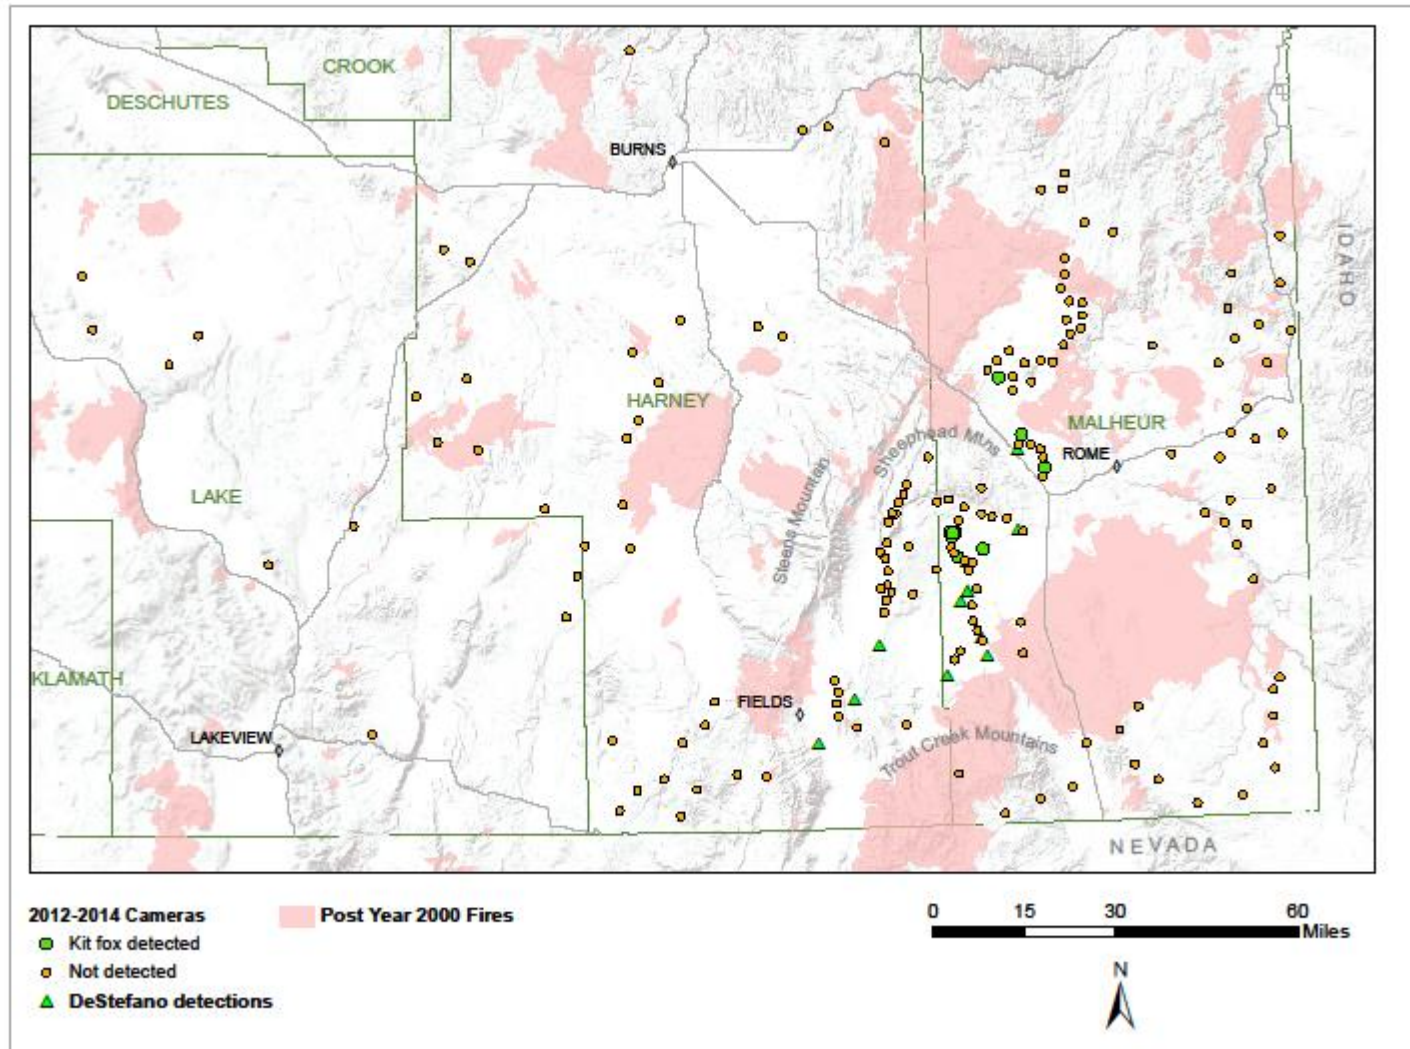 CROOK
DESCHUTES
BURNS
IDAHO
HARNEY
MALHEUR
Sheephead Mtns
ROME
LAKE
Steens Mountain
KLAMATH
FIELDS
LAKEVIEW
Trout Creek Mountains
NEVADA
2012-2014 Cameras
Post Year 2000 Fires
Kit fox detected
Not detected
DeStefano detections
0 15 30 60
Miles
N